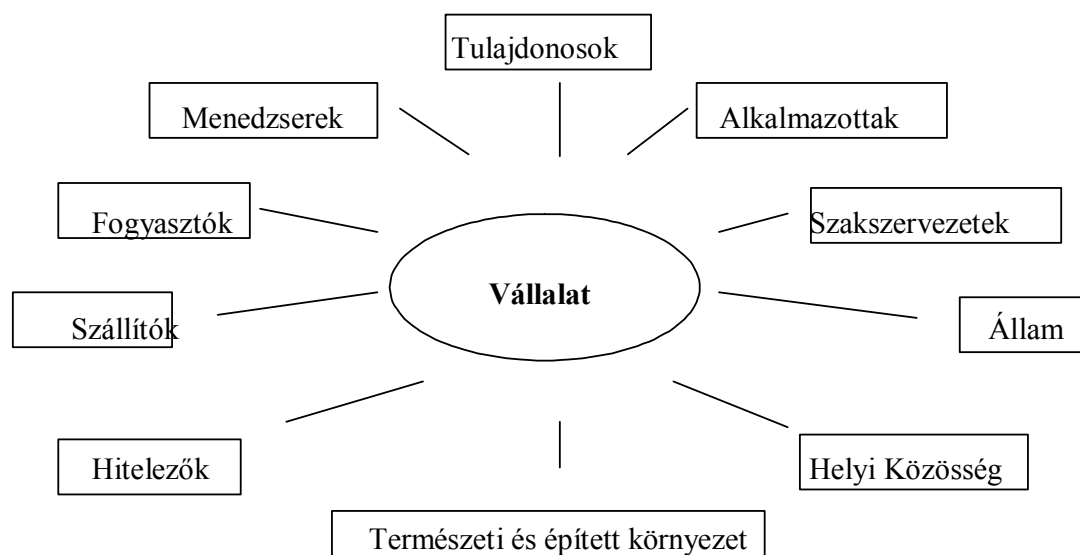 Tulajdonosok
Menedzserek
Alkalmazottak
Fogyasztók
Szakszervezetek
Vállalat
Szállítók
Állam
Hitelezők
Helyi Közösség
Természeti és épített környezet